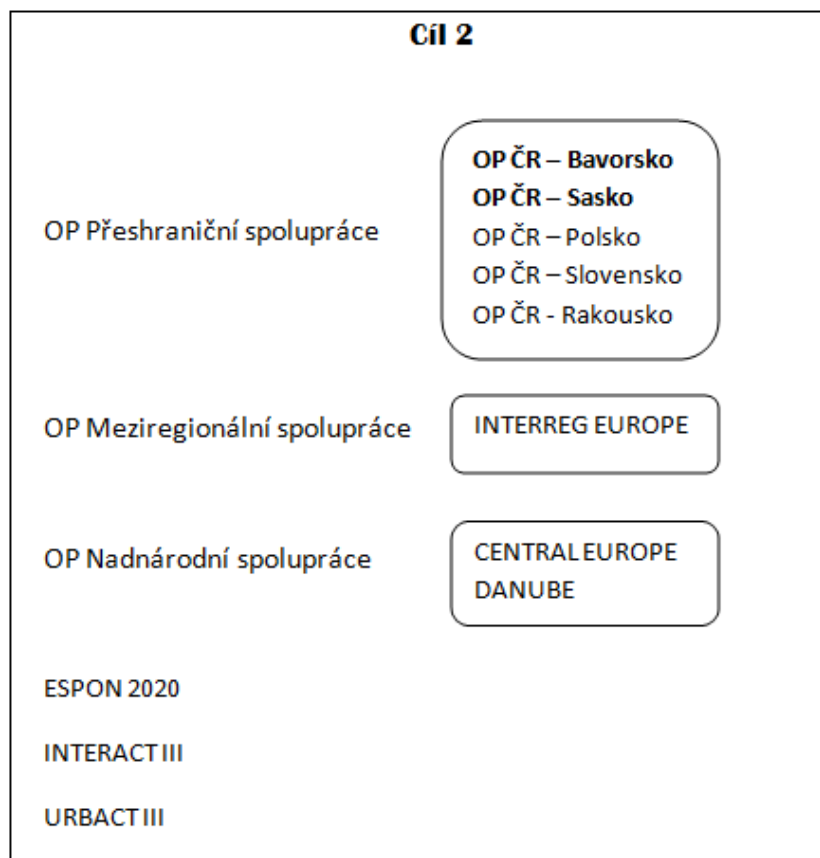 Cíl 2
OP Přeshraniční spolupráce
OP ČR – Bavorsko
OP ČR – Sasko
OP ČR – Polsko
OP ČR – Slovensko
OP ČR - Rakousko
OP Meziregionální spolupráce
INTERREG EUROPE
OP Nadnárodní spolupráce
CENTRAL EUROPE
DANUBE
ESPON 2020
INTERACT III
URBACT III